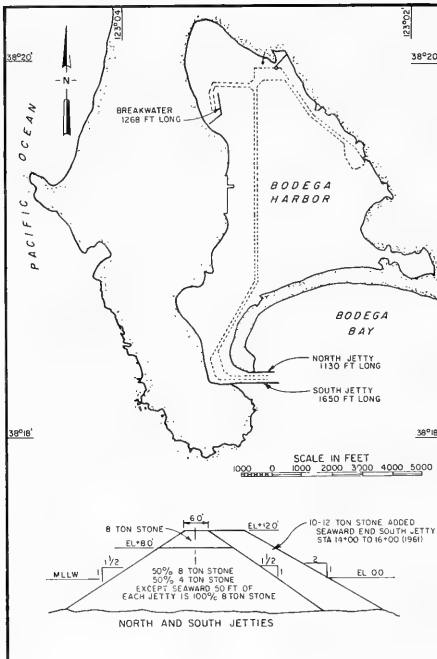 123°04'
123°02'
38°20'
38°20'
-N-
BREAKWATER
1268 FT LONG
PACIFIC OCEAN
BODEGA
HARBOR
BODEGA
BAY
NORTH JETTY
1130 FT LONG
SOUTH JETTY
1650 FT LONG
38°18'
38°18'
SCALE IN FEET
1000 0 1000 2000 3000 4000 5000
6.0'
8 TON STONE
EL+12.0'
10-12 TON STONE ADDED
SEAWARD END SOUTH JETTY
STA 14+00 TO 16+00 (1961)
EL+8.0'
1 1/2
1
1 1/2
1
2
1
MLLW
EL 0.0
50% 8 TON STONE
50% 4 TON STONE
EXCEPT SEAWARD 50 FT OF
EACH JETTY IS 100% 8 TON STONE
NORTH AND SOUTH JETTIES